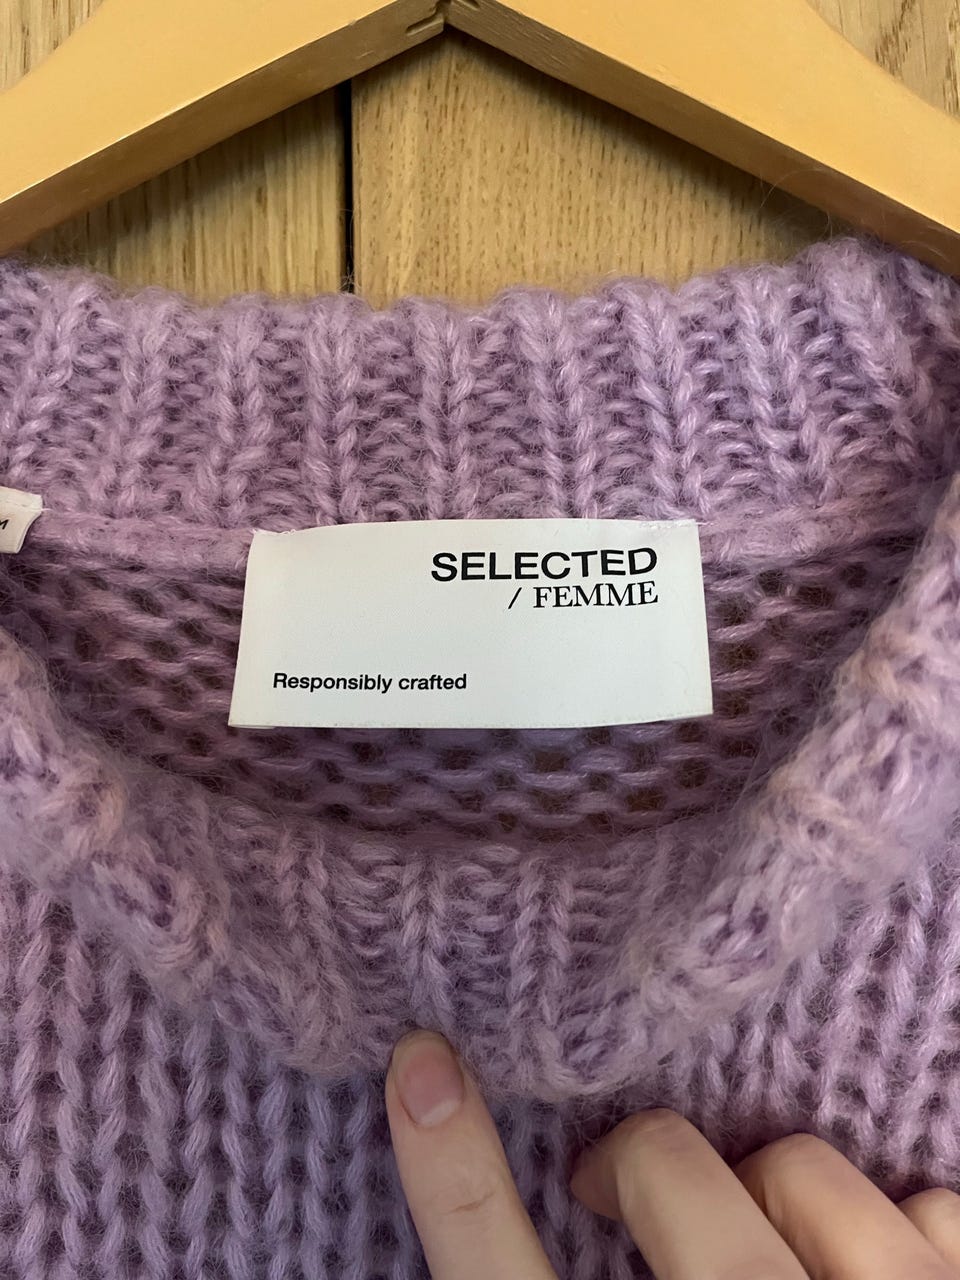 M
SELECTED
/ FEMME
Responsibly crafted